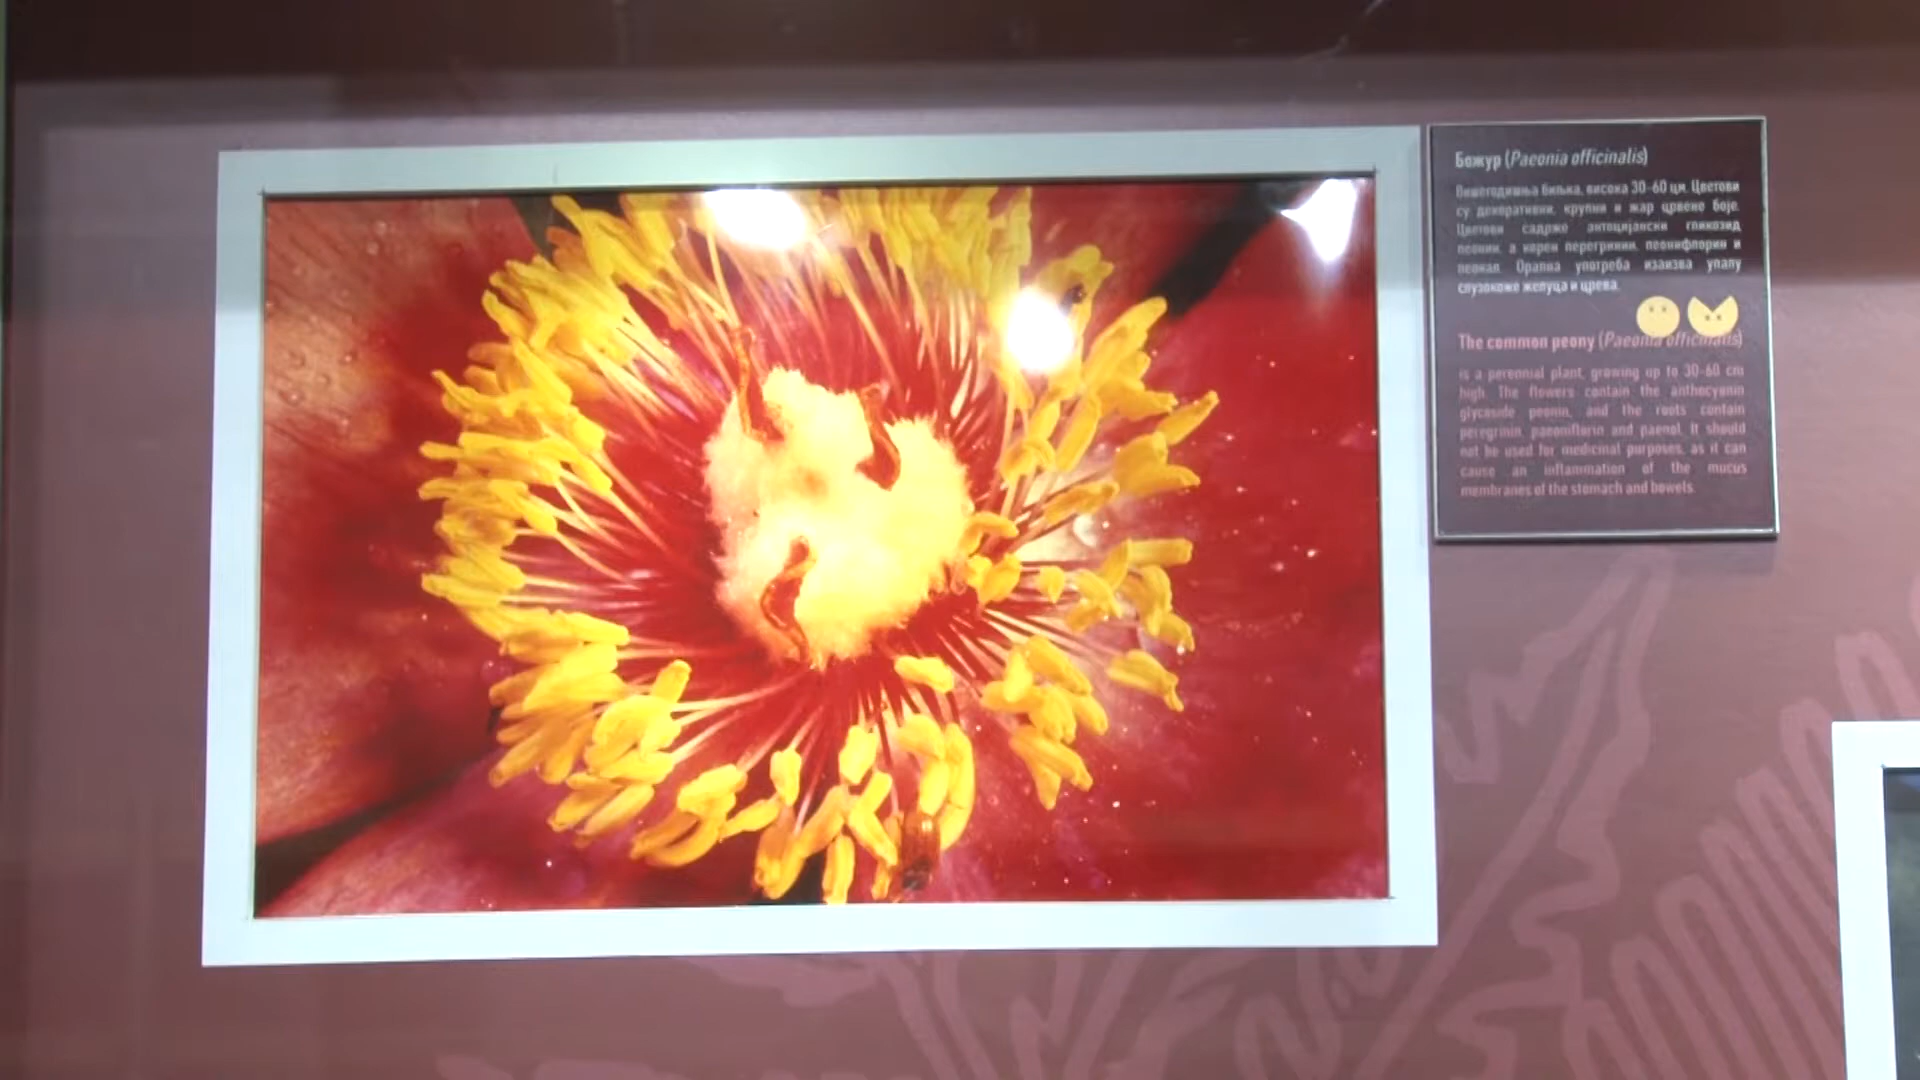 Божур (Paeonia officinalis)
Вишегодишња биљка, висока 30-60 цм. Цветови
су декоративни, крупни и жар црвене боје.
Цветови садрже антоцијански гликозид
пеонин, а корен перегринин, пеонифлорин и
пеонал. Орална употреба изазива упалу
слузокоже желуца и црева.
The common peony (Paeonia officinalis)
is a perennial plant, growing up to 30-60 cm
high. The flowers contain the anthocyanin
glycoside peonin, and the roots contain
peregrinin, paeoniflorin and paenol. It should
not be used for medicinal purposes, as it can
cause an inflammation of the mucus
membranes of the stomach and bowels.